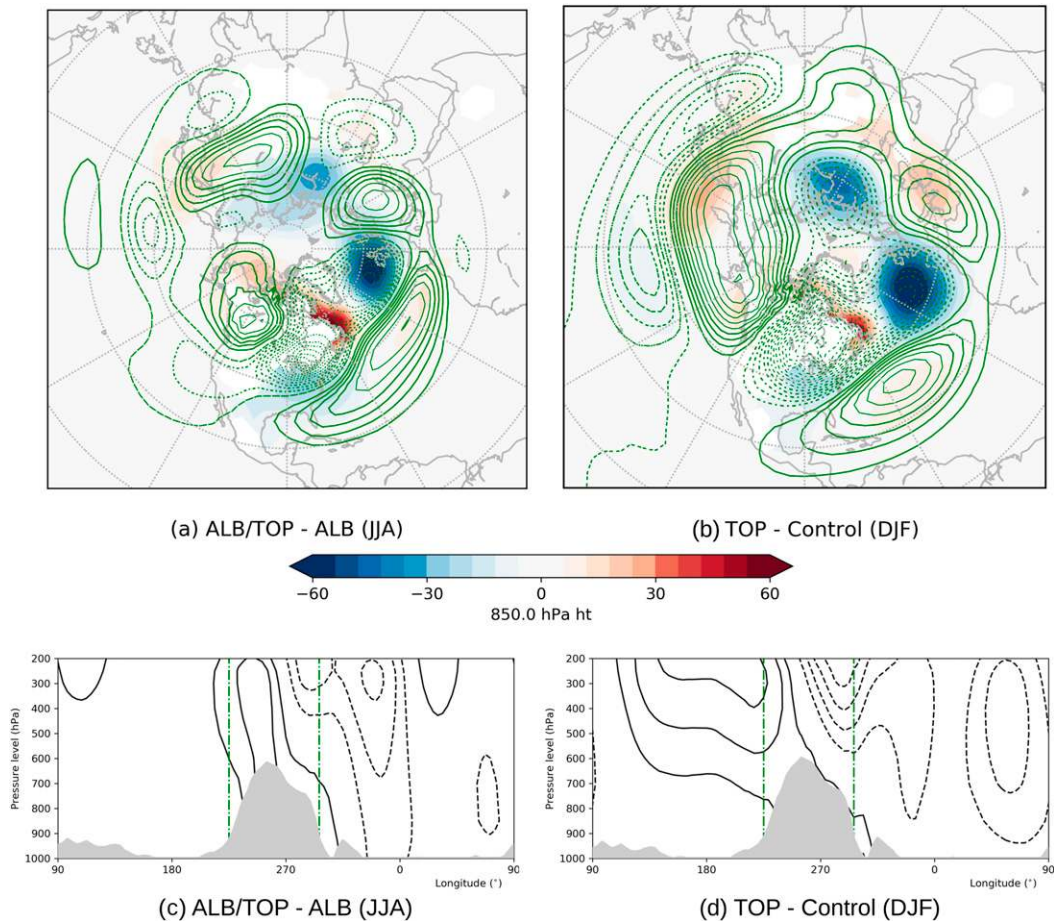 (a) ALB/TOP - ALB (JJA)
(b) TOP - Control (DJF)
−60 −30 0 30 60
850.0 hPa ht
200
300
400
500
600
700
800
900
1000
Pressure level (hPa)
90 180 270 0 90
Longitude (°)
(c) ALB/TOP - ALB (JJA)
200
300
400
500
600
700
800
900
1000
Pressure level (hPa)
90 180 270 0 90
Longitude (°)
(d) TOP - Control (DJF)